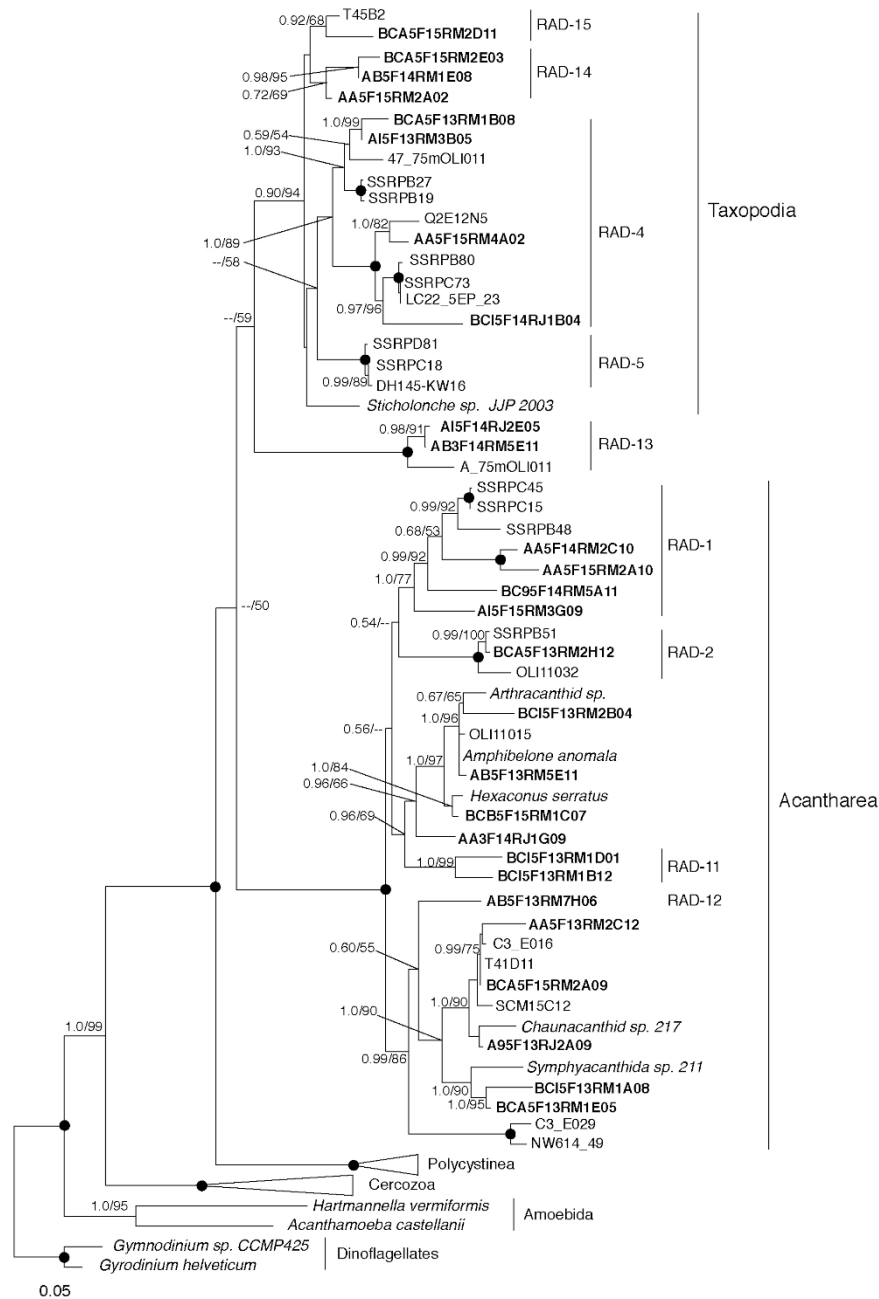 0.92/68
T45B2
BCA5F15RM2D11
RAD-15
BCA5F15RM2E03
0.98/95
AB5F14RM1E08
RAD-14
0.72/69
AA5F15RM2A02
1.0/99
BCA5F13RM1B08
0.59/54
AI5F13RM3B05
1.0/93
47_75mOLI011
SSRPB27
0.90/94
SSRPB19
Taxopodia
Q2E12N5
RAD-4
1.0/82
AA5F15RM4A02
1.0/89
SSRPB80
--/58
SSRPC73
LC22_5EP_23
0.97/96
--/59
BCI5F14RJ1B04
SSRPD81
SSRPC18
RAD-5
0.99/89
DH145-KW16
Sticholonche sp. JJP 2003
AI5F14RJ2E05
0.98/91
AB3F14RM5E11
RAD-13
A_75mOLI011
SSRPC45
0.99/92
SSRPC15
0.68/53
SSRPB48
RAD-1
AA5F14RM2C10
0.99/92
AA5F15RM2A10
1.0/77
BC95F14RM5A11
--/50
AI5F15RM3G09
0.54/--
0.99/100
SSRPB51
BCA5F13RM2H12
RAD-2
OLI11032
0.67/65
Arthracanthid sp.
BCI5F13RM2B04
1.0/96
0.56/--
OLI11015
1.0/97
Amphibelone anomala
1.0/84
AB5F13RM5E11
0.96/66
Hexaconus serratus
Acantharea
BCB5F15RM1C07
0.96/69
AA3F14RJ1G09
1.0/99
BCI5F13RM1D01
RAD-11
BCI5F13RM1B12
AB5F13RM7H06
RAD-12
AA5F13RM2C12
0.60/55
0.99/75
C3_E016
T41D11
BCA5F15RM2A09
1.0/90
SCM15C12
1.0/90
Chaunacanthid sp. 217
1.0/99
A95F13RJ2A09
0.99/86
Symphyacanthida sp. 211
1.0/90
BCI5F13RM1A08
1.0/95
BCA5F13RM1E05
C3_E029
NW614_49
Polycystinea
Cercozoa
1.0/95
Hartmannella vermiformis
Amoebida
Acanthamoeba castellanii
Gymnodinium sp. CCMP425
Dinoflagellates
Gyrodinium helveticum
0.05